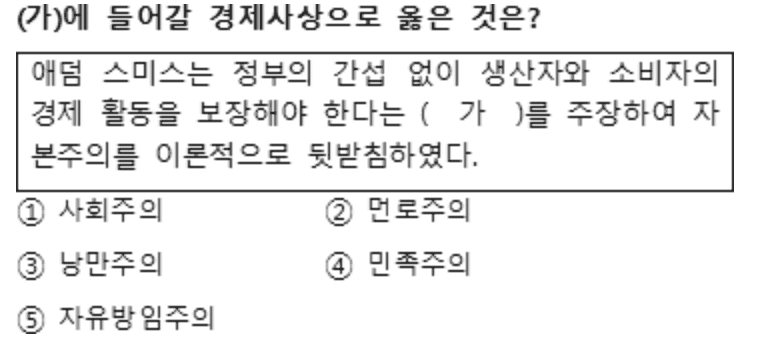 (가)에 들어갈 경제사상으로 옳은 것은?
애덤 스미스는 정부의 간섭 없이 생산자와 소비자의
경제 활동을 보장해야 한다는 ( 가 )를 주장하여 자
본주의를 이론적으로 뒷받침하였다.
① 사회주의 ② 먼로주의
③ 낭만주의 ④ 민족주의
⑤ 자유방임주의